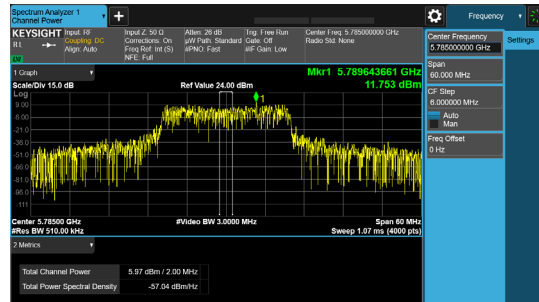 Spectrum Analyzer 1
Channel Power
+
Frequency
KEYSIGHT Input: RF Input Z: 50 Ω Atten: 26 dB Trig: Free Run Center Freq: 5.785000000 GHz
RL Coupling: DC Corrections: On µW Path: Standard Gate: Off Radio Std: None
Align: Auto Freq Ref: Int (S) #PNO: Fast #IF Gain: Low
NFE: Full
Center Frequency
5.785000000 GHz
Settings
Span
60.000 MHz
CF Step
6.000000 MHz
Auto
Man
Freq Offset
0 Hz
1 Graph
Mkr1 5.789643661 GHz
Scale/Div 15.0 dB Ref Value 24.00 dBm 11.753 dBm
Log
1
9.00
-6.00
-21.0
-36.0
-51.0
-66.0
-81.0
-96.0
-111
Center 5.78500 GHz #Video BW 3.0000 MHz Span 60 MHz
#Res BW 510.00 kHz Sweep 1.07 ms (4000 pts)
2 Metrics
Total Channel Power 5.97 dBm / 2.00 MHz
Total Power Spectral Density -57.04 dBm/Hz